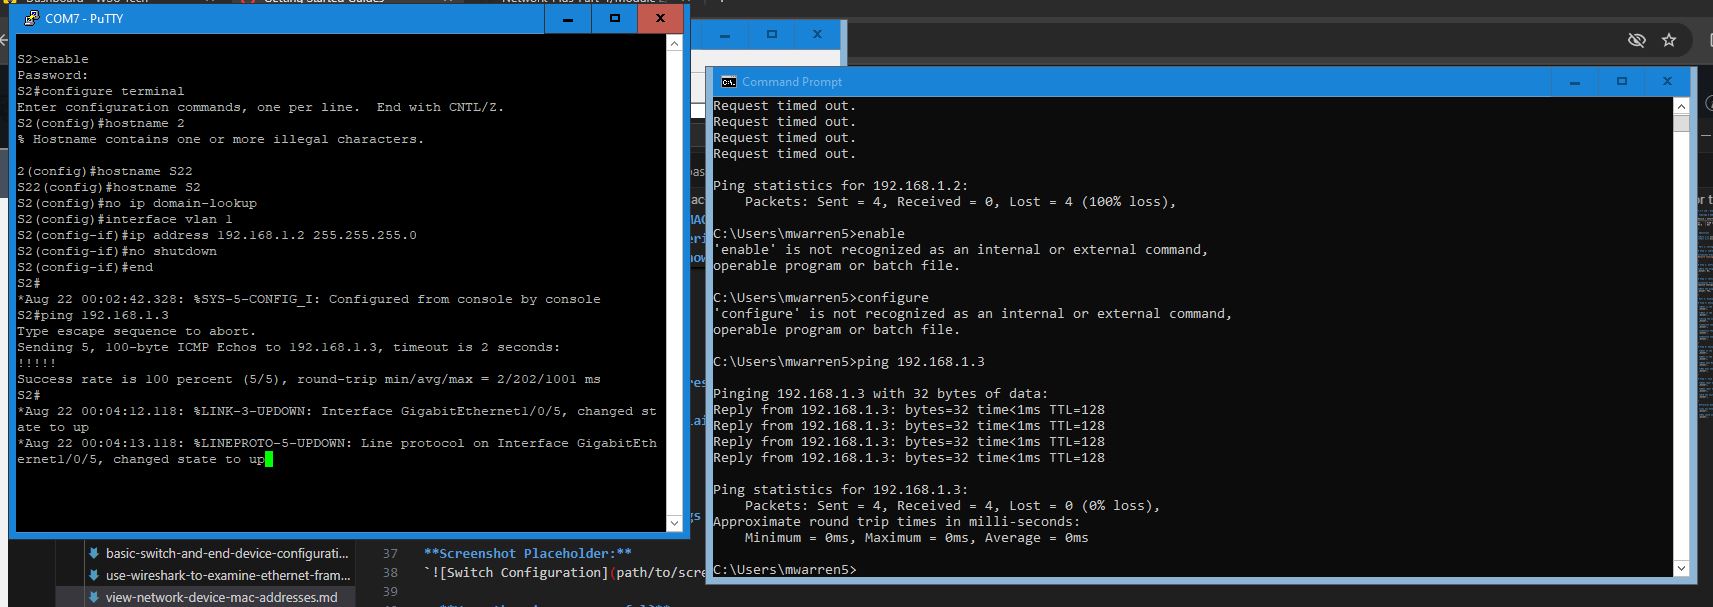 COM7 - PuTTY
S2>enable
Password:
S2#configure terminal
Enter configuration commands, one per line.  End with CNTL/Z.
S2(config)#hostname 2
% Hostname contains one or more illegal characters.
2(config)#hostname S22
S22(config)#hostname S2
S2(config)#no ip domain-lookup
S2(config)#interface vlan 1
S2(config-if)#ip address 192.168.1.2 255.255.255.0
S2(config-if)#no shutdown
S2(config-if)#end
S2#
*Aug 22 00:02:42.328: %SYS-5-CONFIG_I: Configured from console by console
S2#ping 192.168.1.3
Type escape sequence to abort.
Sending 5, 100-byte ICMP Echos to 192.168.1.3, timeout is 2 seconds:
!!!!!
Success rate is 100 percent (5/5), round-trip min/avg/max = 2/202/1001 ms
S2#
*Aug 22 00:04:12.118: %LINK-3-UPDOWN: Interface GigabitEthernet1/0/5, changed st
ate to up
*Aug 22 00:04:13.118: %LINEPROTO-5-UPDOWN: Line protocol on Interface GigabitEth
ernet1/0/5, changed state to up
Command Prompt
Request timed out.
Request timed out.
Request timed out.
Request timed out.
Ping statistics for 192.168.1.2:
    Packets: Sent = 4, Received = 0, Lost = 4 (100% loss),
C:\Users\mwarren5>enable
'enable' is not recognized as an internal or external command,
operable program or batch file.
C:\Users\mwarren5>configure
'configure' is not recognized as an internal or external command,
operable program or batch file.
C:\Users\mwarren5>ping 192.168.1.3
Pinging 192.168.1.3 with 32 bytes of data:
Reply from 192.168.1.3: bytes=32 time<1ms TTL=128
Reply from 192.168.1.3: bytes=32 time<1ms TTL=128
Reply from 192.168.1.3: bytes=32 time<1ms TTL=128
Reply from 192.168.1.3: bytes=32 time<1ms TTL=128
Ping statistics for 192.168.1.3:
    Packets: Sent = 4, Received = 4, Lost = 0 (0% loss),
Approximate round trip times in milli-seconds:
    Minimum = 0ms, Maximum = 0ms, Average = 0ms
C:\Users\mwarren5>
basic-switch-and-end-device-configurati...
use-wireshark-to-examine-ethernet-fram...
view-network-device-mac-addresses.md
37 **Screenshot Placeholder:**
38 `![Switch Configuration](path/to/scre
39